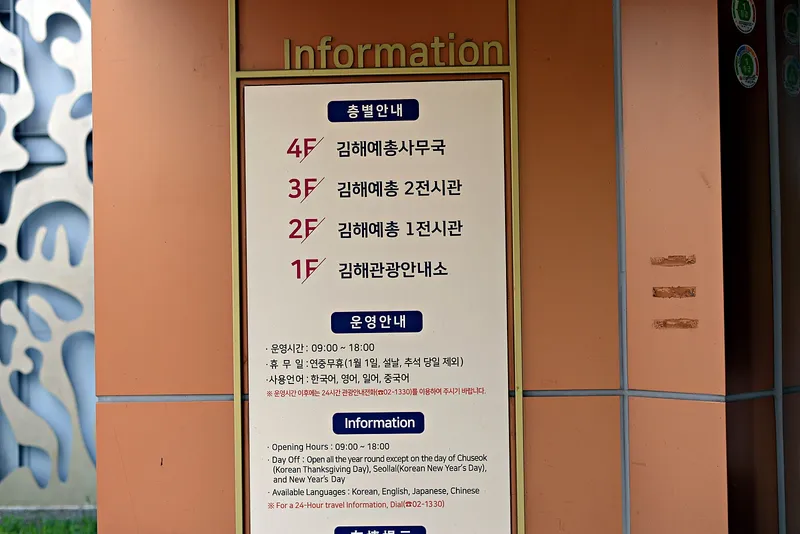 Information
층별안내
4F 김해예총사무국
3F 김해예총 2전시관
2F 김해예총 1전시관
1F 김해관광안내소
운영안내
· 운영시간 : 09:00 ~ 18:00
· 휴 무 일 : 연중무휴(1월 1일, 설날, 추석 당일 제외)
· 사용언어 : 한국어, 영어, 일어, 중국어
※ 운영시간 이후에는 24시간 관광안내전화(☎02-1330)를 이용하여 주시기 바랍니다.
Information
· Opening Hours : 09:00 ~ 18:00
· Day Off : Open all the year round except on the day of Chuseok
(Korean Thanksgiving Day), Seollal(Korean New Year's Day),
and New Year's Day
· Available Languages : Korean, English, Japanese, Chinese
※ For a 24-Hour travel Information, Dial(☎02-1330)